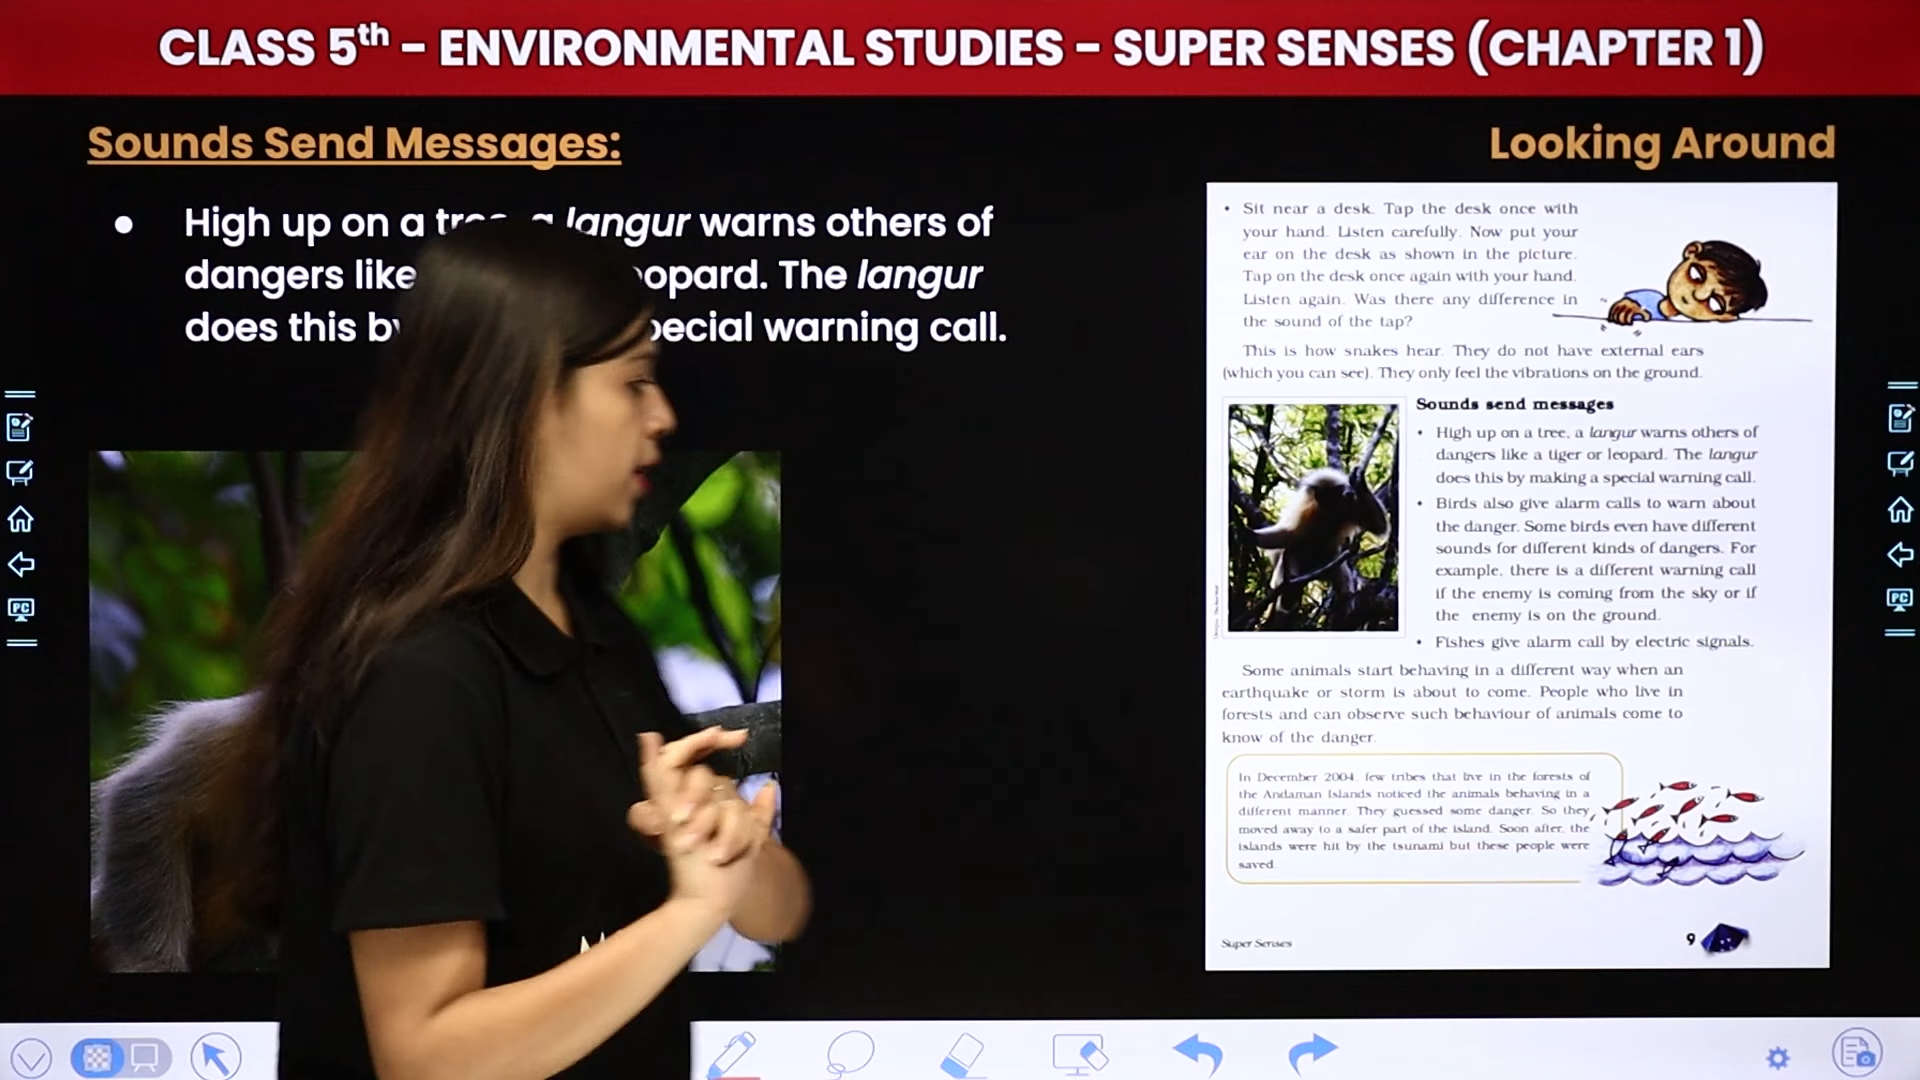 CLASS 5th – ENVIRONMENTAL STUDIES – SUPER SENSES (CHAPTER 1)
Sounds Send Messages:
● High up on a langur warns others of
dangers like The langur
does this warning call.
Looking Around
• Sit near a desk. Tap the desk once with
your hand. Listen carefully. Now put your
ear on the desk as shown in the picture.
Tap on the desk once again with your hand.
Listen again. Was there any difference in
the sound of the tap?
This is how snakes hear. They do not have external ears
(which you can see). They only feel the vibrations on the ground.
Sounds send messages
• High up on a tree, a langur warns others of
dangers like a tiger or leopard. The langur
does this by making a special warning call.
• Birds also give alarm calls to warn about
the danger. Some birds even have different
sounds for different kinds of dangers. For
example, there is a different warning call
if the enemy is coming from the sky or if
the enemy is on the ground.
• Fishes give alarm call by electric signals.
Some animals start behaving in a different way when an
earthquake or storm is about to come. People who live in
forests and can observe such behaviour of animals come to
know of the danger.
In December 2004, few tribes that live in the forests of
the Andaman Islands noticed the animals behaving in a
different manner. They guessed some danger. So they
moved away to a safer part of the island. Soon after, the
islands were hit by the tsunami but these people were
saved.
Super Senses
9
PC
PC